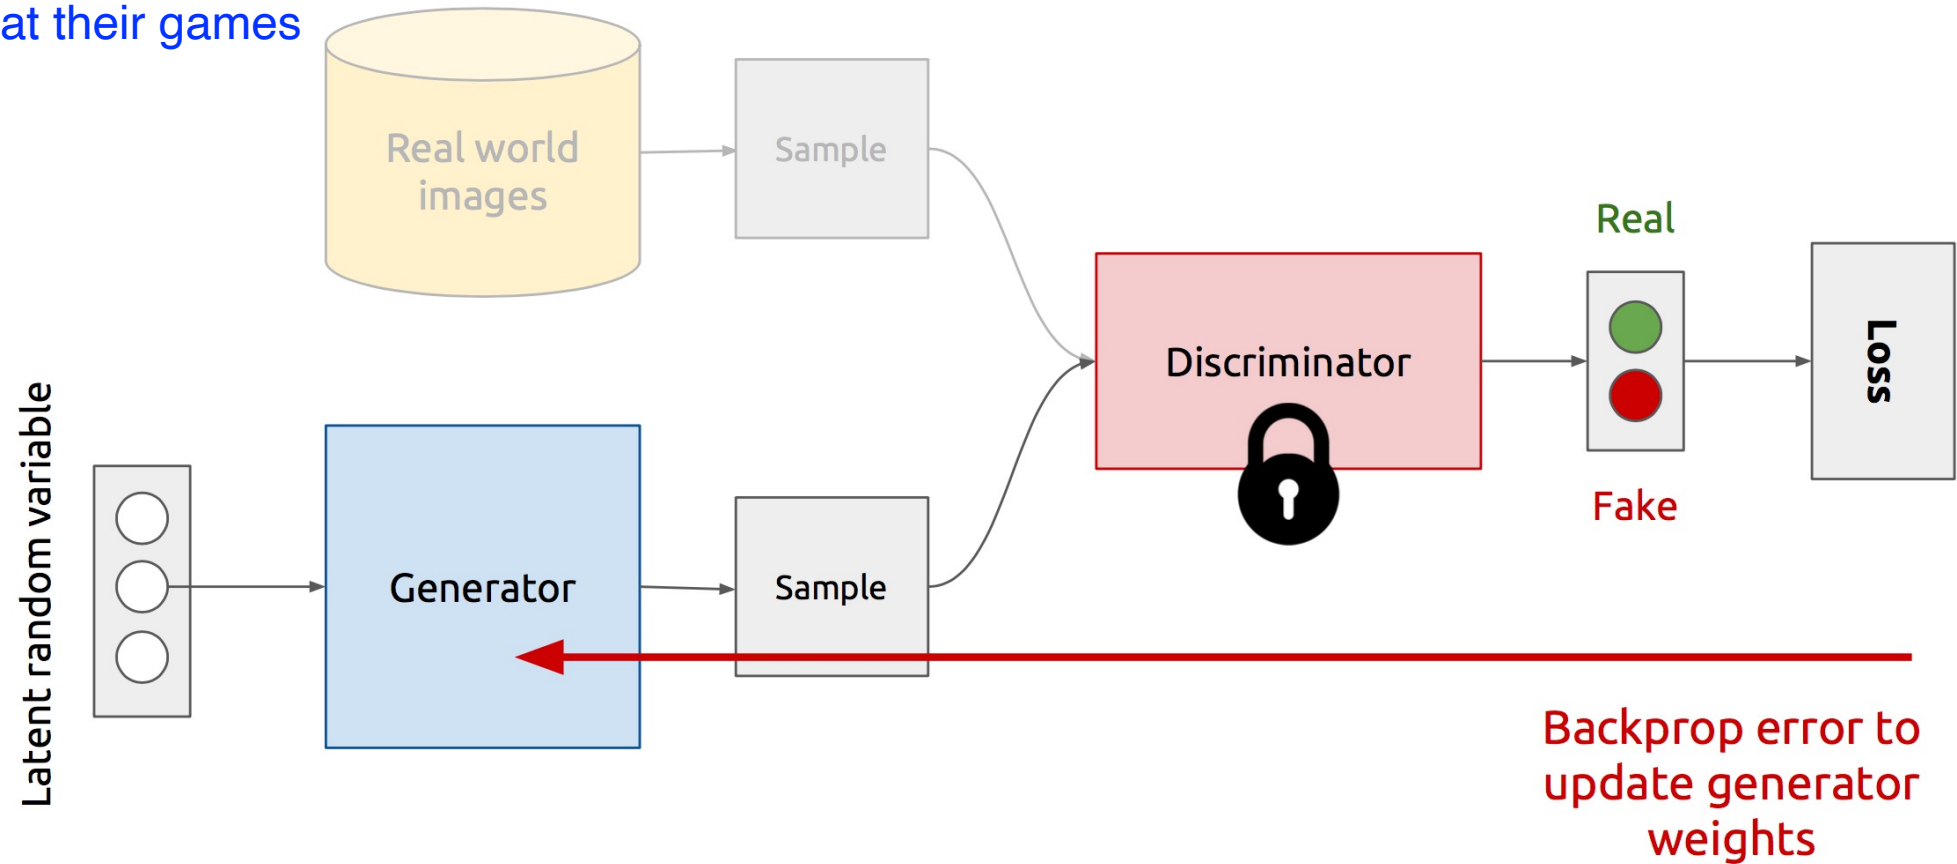 at their games
Real world
images
Sample
Real
Discriminator
Loss
Latent random variable
Generator
Sample
Fake
Backprop error to
update generator
weights